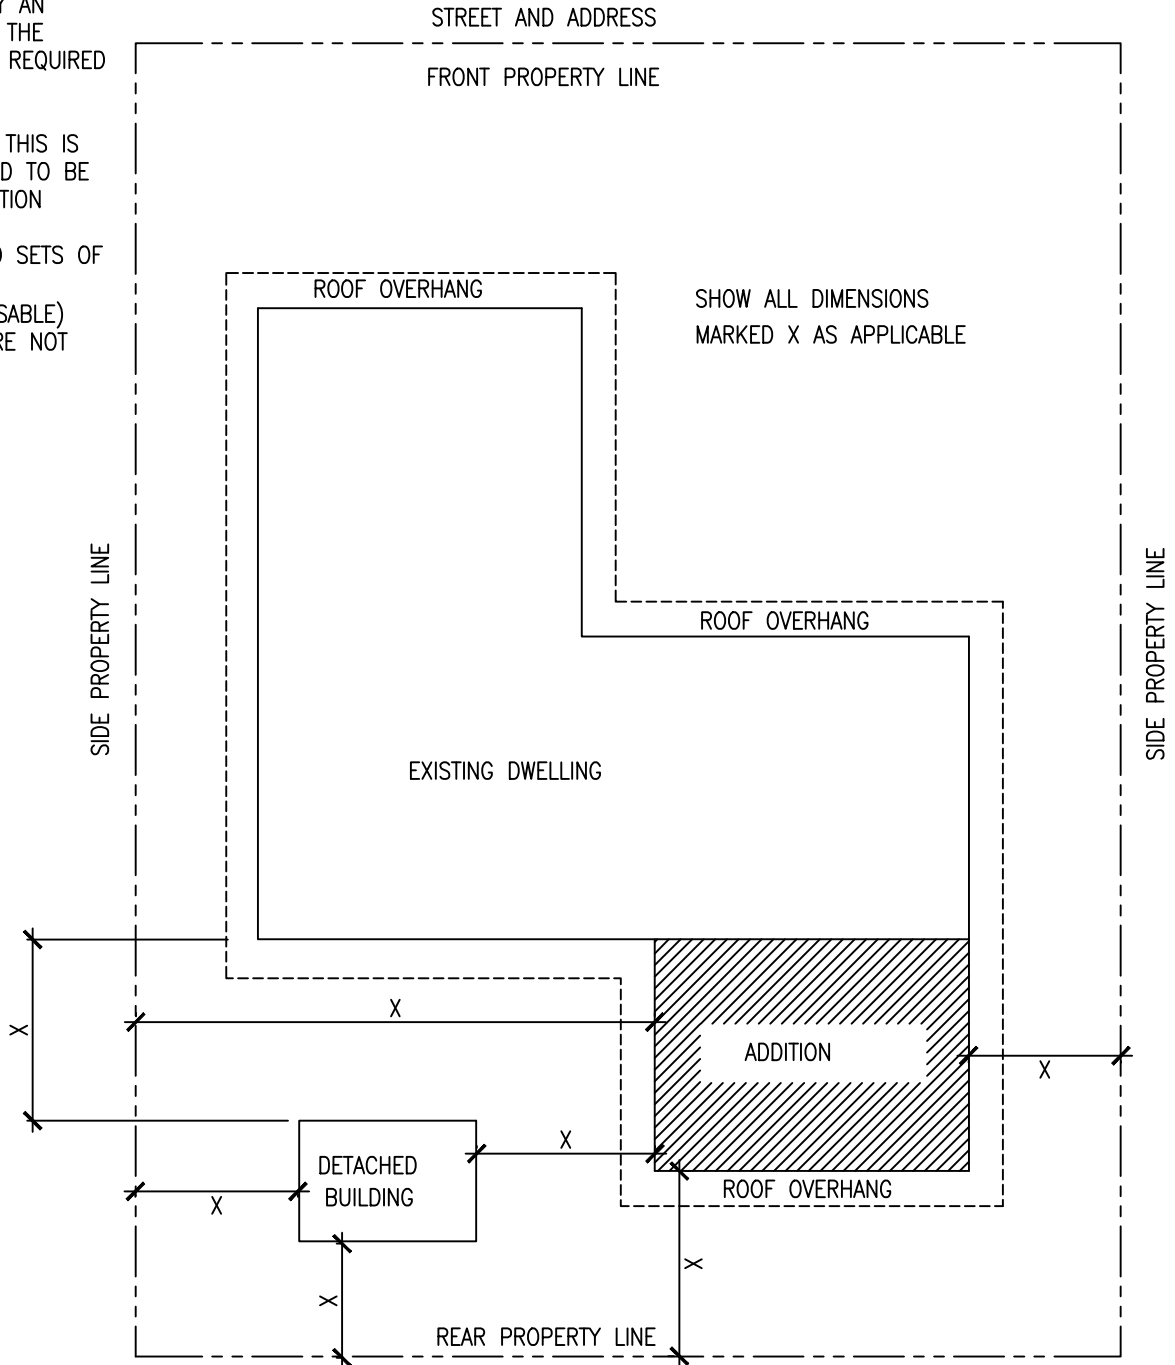 Y AN
THE
REQUIRED
THIS IS
D TO BE
TION
SETS OF
SABLE)
RE NOT
STREET AND ADDRESS
FRONT PROPERTY LINE
ROOF OVERHANG
SHOW ALL DIMENSIONS
MARKED X AS APPLICABLE
SIDE PROPERTY LINE
SIDE PROPERTY LINE
ROOF OVERHANG
EXISTING DWELLING
X
X
ADDITION
X
X
DETACHED
BUILDING
X
ROOF OVERHANG
X
X
REAR PROPERTY LINE